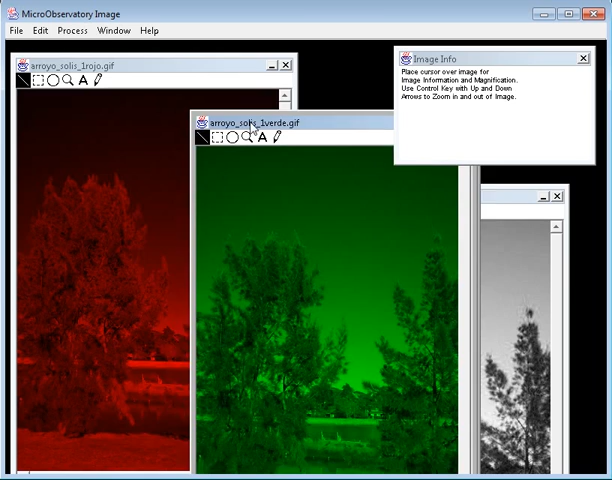 MicroObservatory Image
File Edit Process Window Help
arroyo_solis_1rojo.gif
A
arroyo_solis_1verde.gif
A
Image Info
Place cursor over image for
Image Information and Magnification.
Use Control Key with Up and Down
Arrows to Zoom in and out of Image.